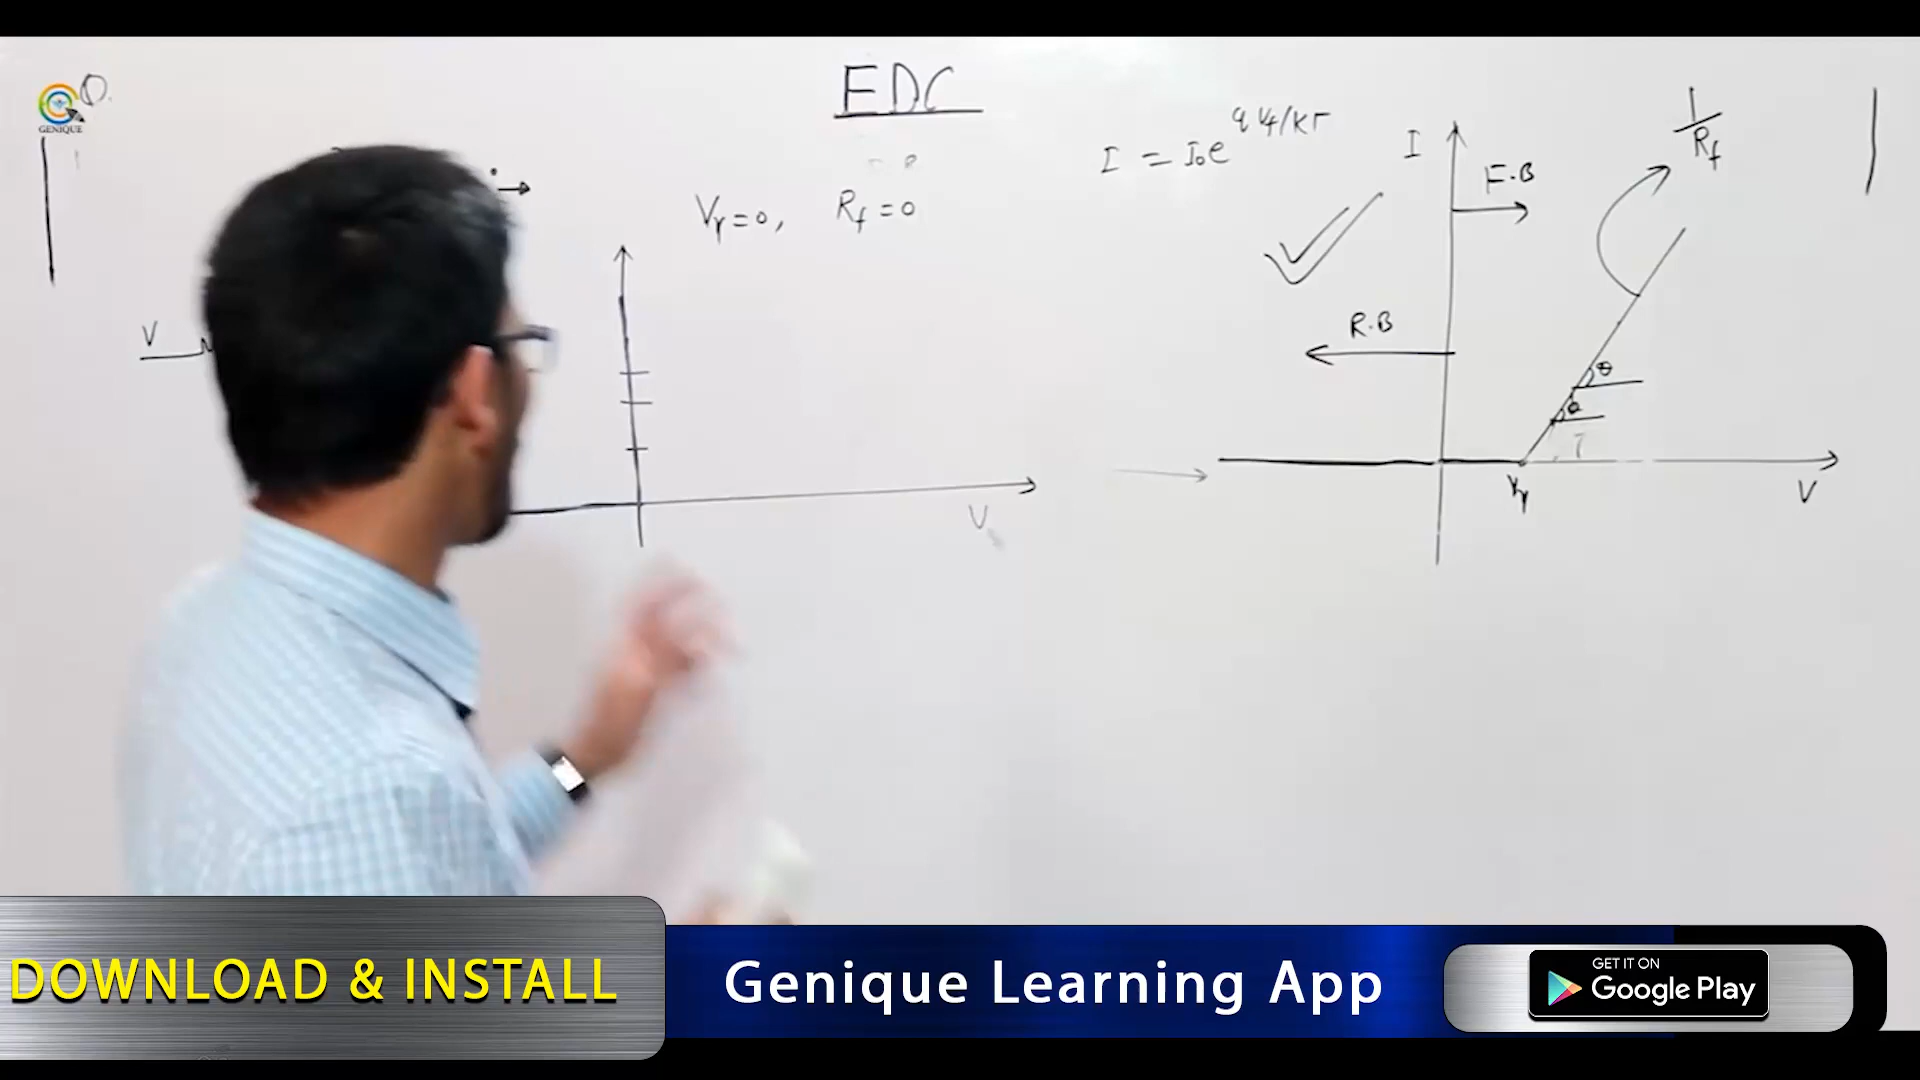 EDC
GENIQUE
I = I₀e^qVf/KT
I
F.B
1/Rf
Vγ=0, Rf=0
V
R.B
θ
θ
Vγ
V
V
DOWNLOAD & INSTALL
Genique Learning App
GET IT ON
Google Play